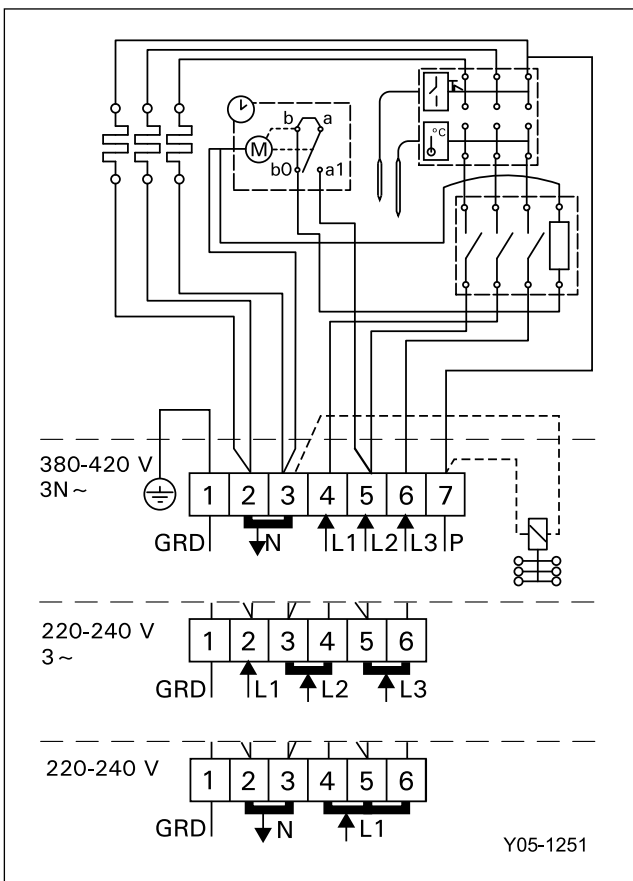 b a
M
b0 a1
°C
380-420 V
3N ~
1 2 3 4 5 6 7
GRD N L1 L2 L3 P
220-240 V
3 ~
1 2 3 4 5 6
GRD L1 L2 L3
220-240 V
1 2 3 4 5 6
GRD N L1
Y05-1251